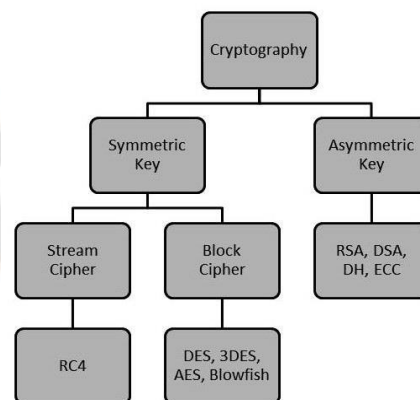 Cryptography
Symmetric
Key
Asymmetric
Key
Stream
Cipher
Block
Cipher
RSA, DSA,
DH, ECC
RC4
DES, 3DES,
AES, Blowfish